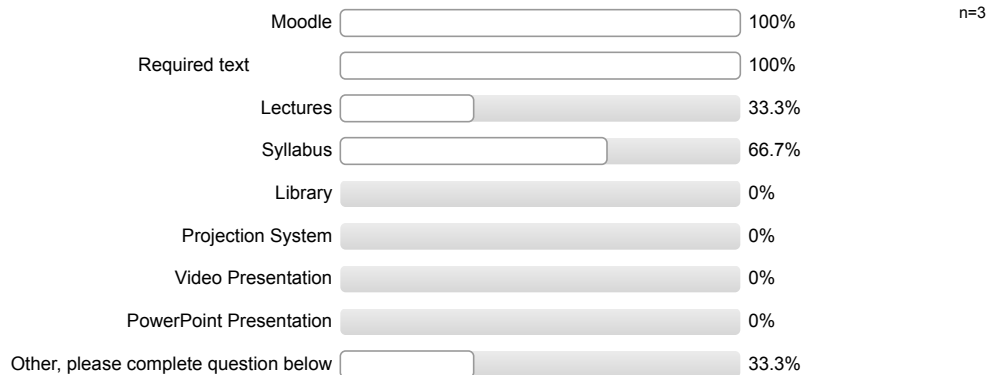 n=3
Moodle 100%
Required text 100%
Lectures 33.3%
Syllabus 66.7%
Library 0%
Projection System 0%
Video Presentation 0%
PowerPoint Presentation 0%
Other, please complete question below 33.3%